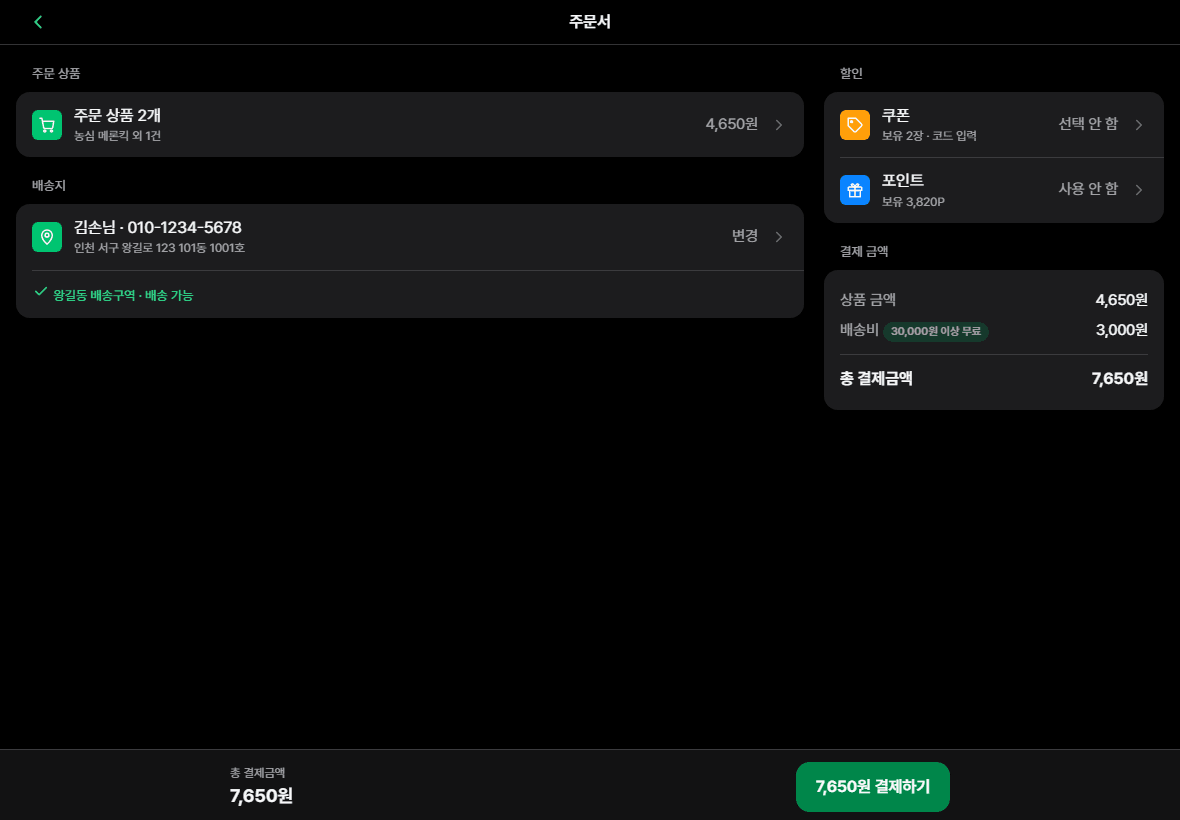 주문서
주문 상품
주문 상품 2개
농심 메론킥 외 1건
4,650원
배송지
김손님 · 010-1234-5678
인천 서구 왕길로 123 101동 1001호
변경
왕길동 배송구역 · 배송 가능
할인
쿠폰
보유 2장 · 코드 입력
선택 안 함
포인트
보유 3,820P
사용 안 함
결제 금액
상품 금액 4,650원
배송비 30,000원 이상 무료 3,000원
총 결제금액 7,650원
총 결제금액
7,650원
7,650원 결제하기